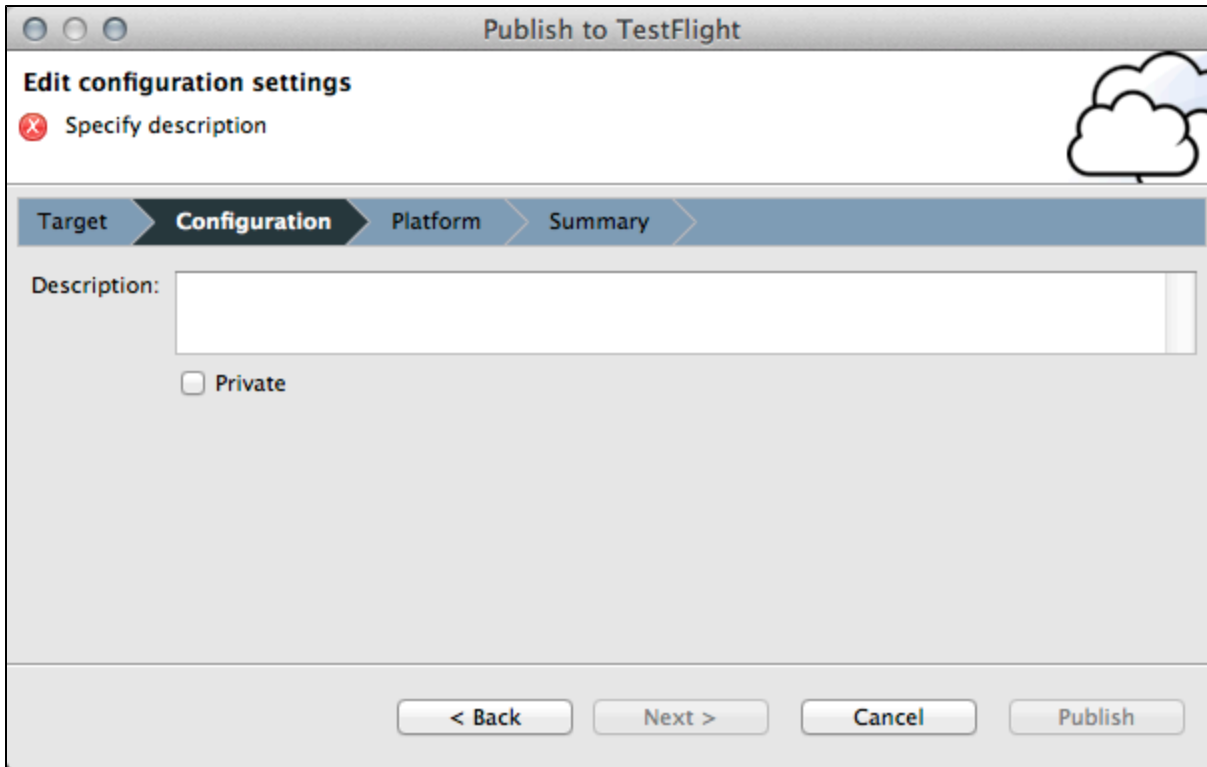 Publish to TestFlight
Edit configuration settings
Specify description
Target Configuration Platform Summary
Description:
Private
< Back Next > Cancel Publish